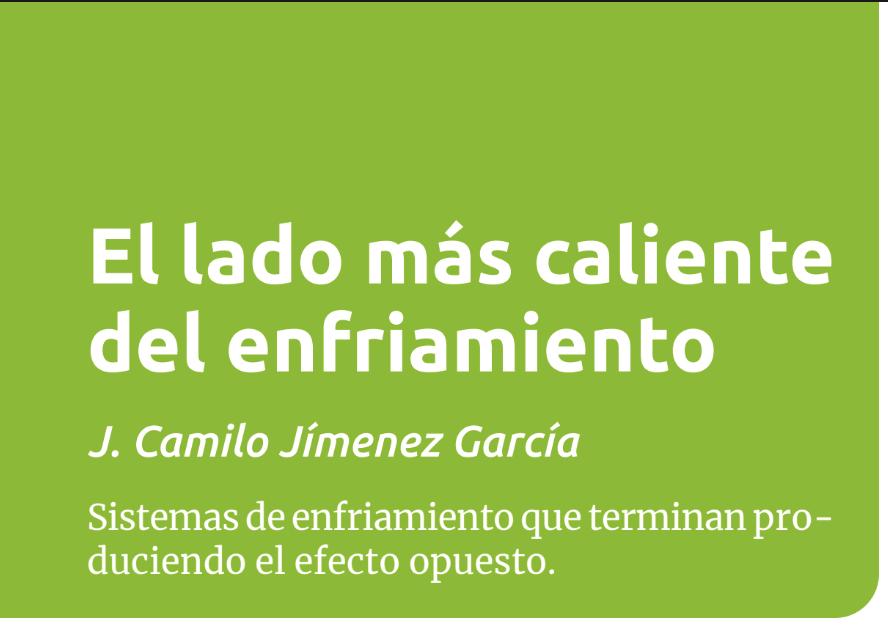 El lado más caliente
del enfriamiento
J. Camilo Jímenez García
Sistemas de enfriamiento que terminan pro-
duciendo el efecto opuesto.